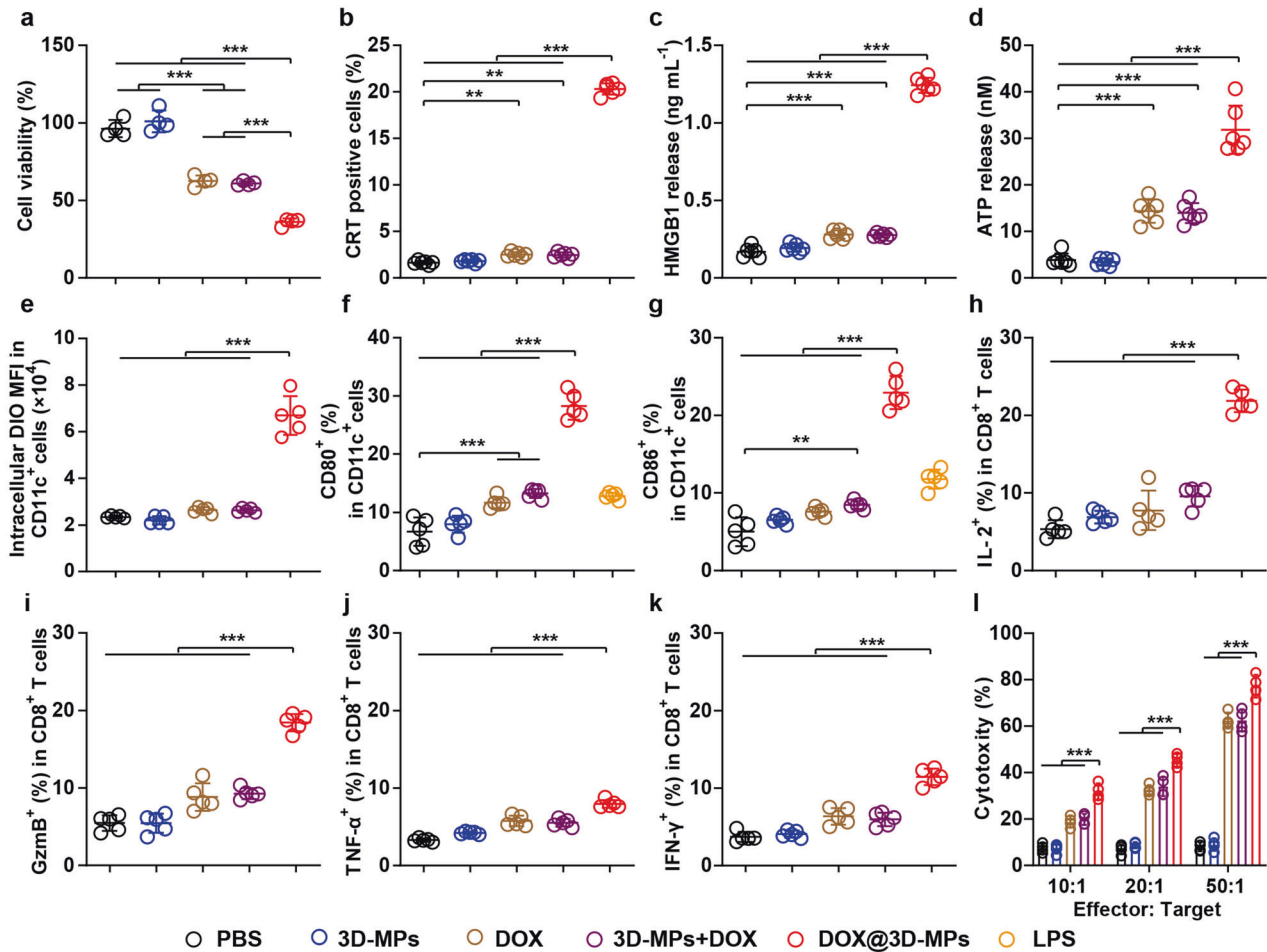 a
Cell viability (%)
150
100
50
0
***
***
***
b
CRT positive cells (%)
25
20
15
10
5
0
***
**
**
c
HMGB1 release (ng mL⁻¹)
1.5
1.0
0.5
0
***
***
***
d
ATP release (nM)
50
40
30
20
10
0
***
***
***
e
Intracellular DIO MFI in
CD11c⁺ cells (×10⁴)
10
8
6
4
2
0
***
f
CD80⁺ (%)
in CD11c⁺ cells
40
30
20
10
0
***
***
g
CD86⁺ (%)
in CD11c⁺ cells
30
20
10
0
***
**
h
IL- 2⁺ (%) in CD8⁺ T cells
30
20
10
0
***
i
GzmB⁺ (%) in CD8⁺ T cells
30
20
10
0
***
j
TNF-α⁺ (%) in CD8⁺ T cells
30
20
10
0
***
k
IFN-γ⁺ (%) in CD8⁺ T cells
30
20
10
0
***
l
Cytotoxity (%)
100
80
60
40
20
0
***
***
***
10:1 20:1 50:1
Effector: Target
PBS 3D-MPs DOX 3D-MPs+DOX DOX@3D-MPs LPS